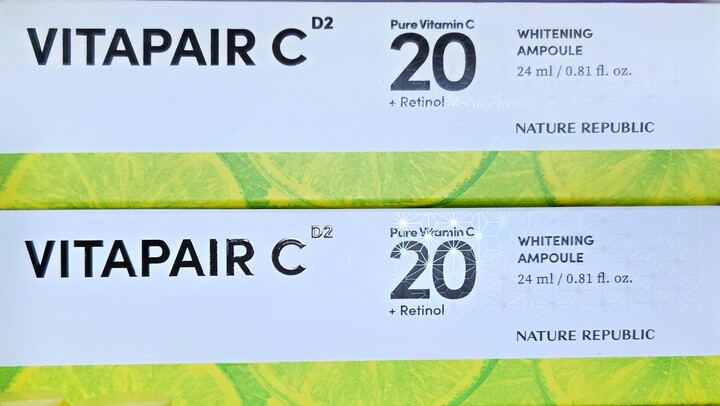 VITAPAIR C D2
Pure Vitamin C
20
+ Retinol
WHITENING
AMPOULE
24 ml / 0.81 fl. oz.
NATURE REPUBLIC
VITAPAIR C D2
Pure Vitamin C
20
+ Retinol
WHITENING
AMPOULE
24 ml / 0.81 fl. oz.
NATURE REPUBLIC